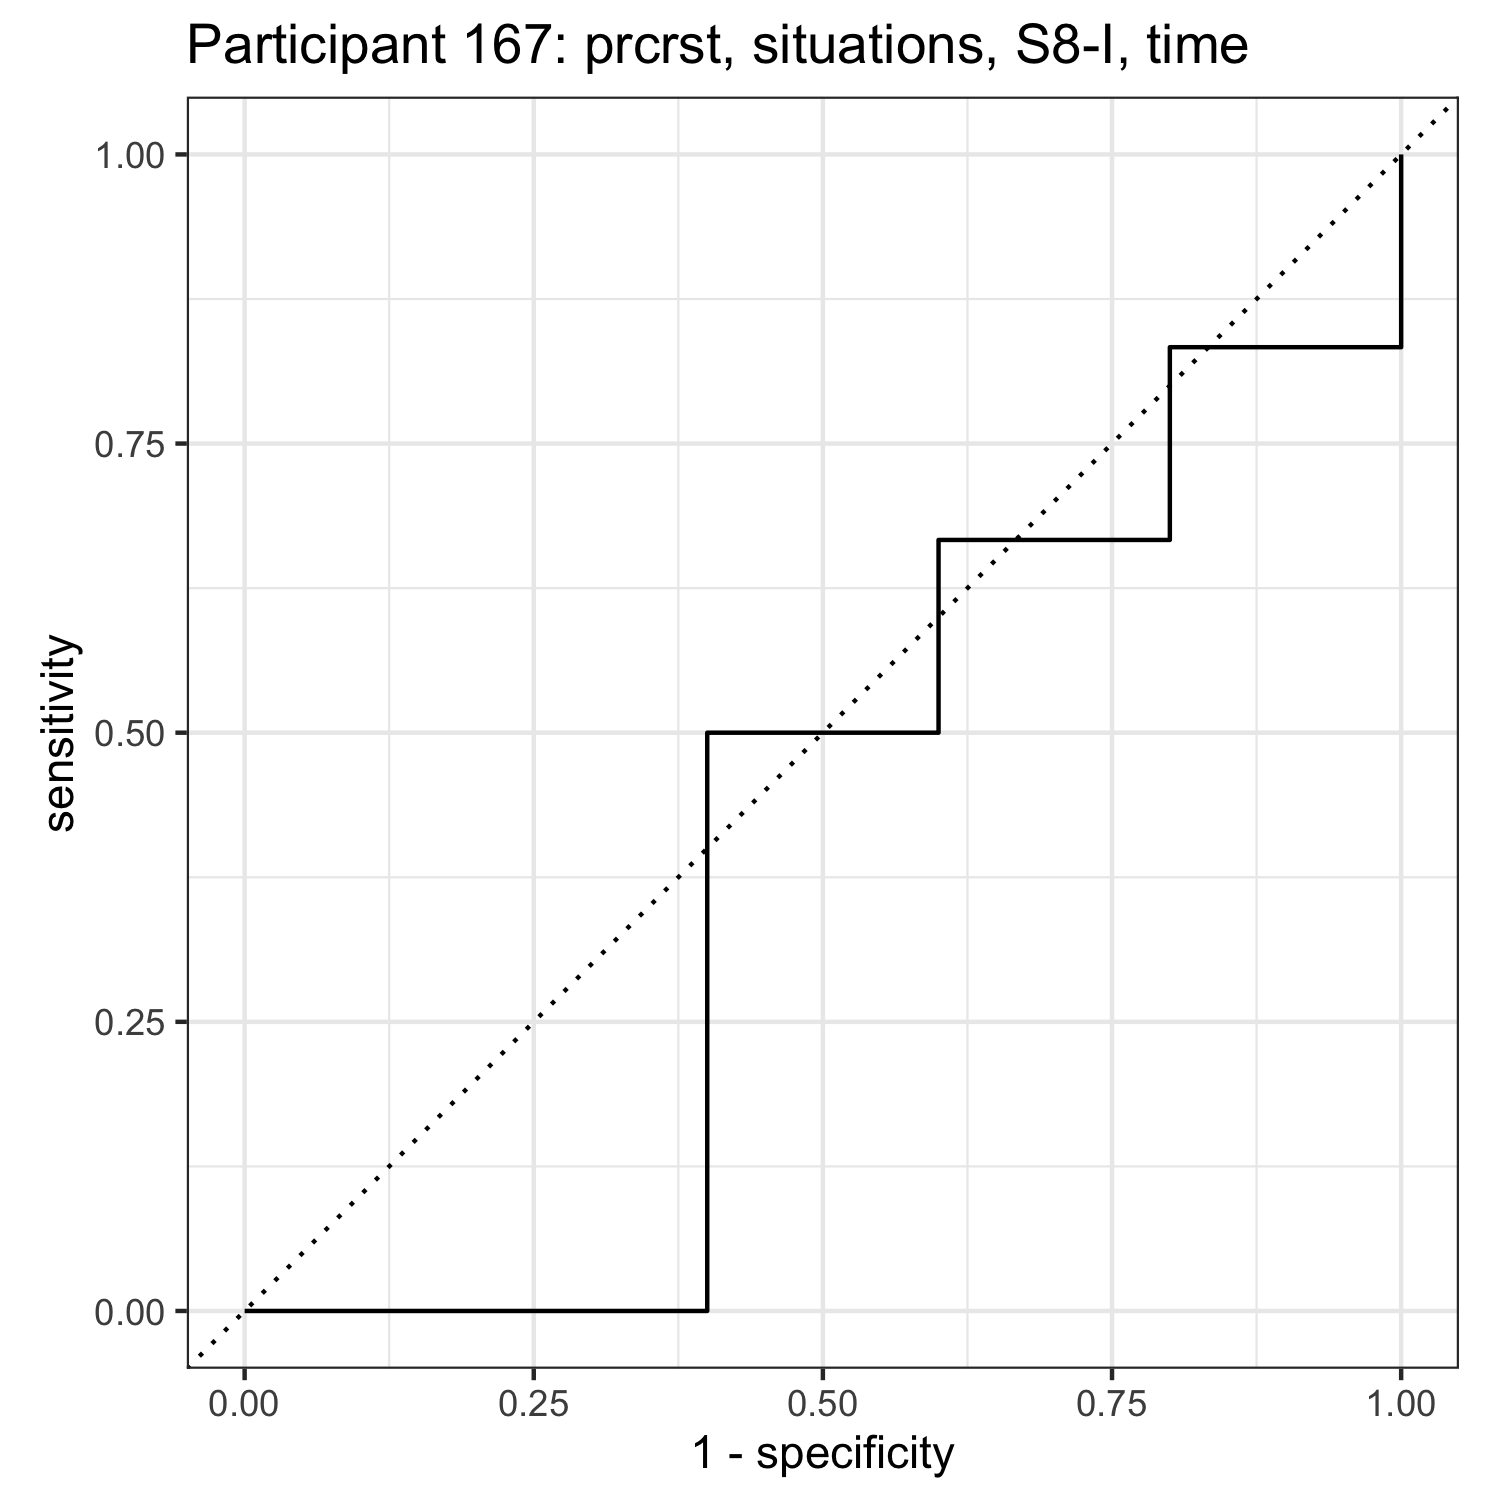 Participant 167: prcrst, situations, S8-I, time
1.00
0.75
0.50
0.25
0.00
sensitivity
0.00 0.25 0.50 0.75 1.00
1 - specificity